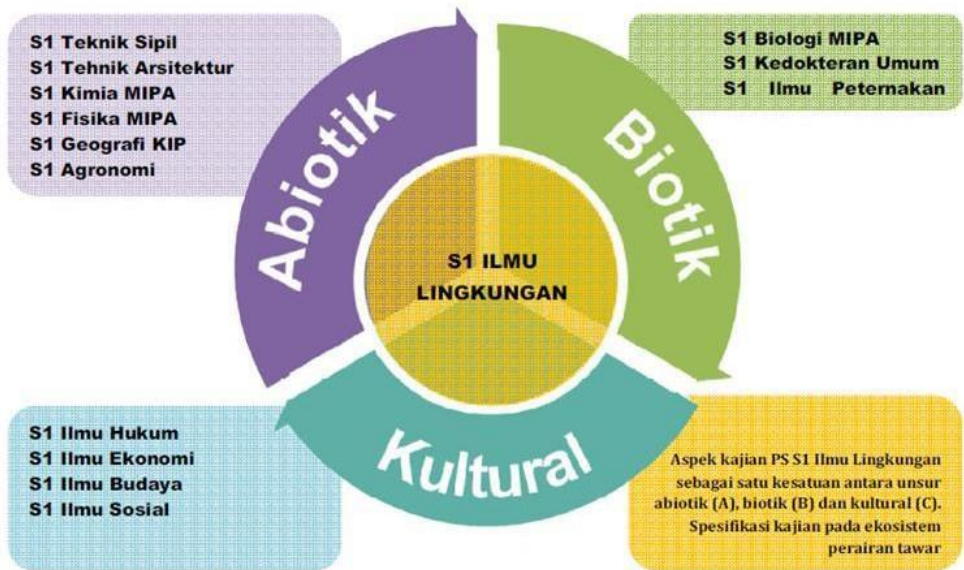 S1 Teknik Sipil
S1 Tehnik Arsitektur
S1 Kimia MIPA
S1 Fisika MIPA
S1 Geografi KIP
S1 Agronomi
Abiotik
Biotik
S1 Biologi MIPA
S1 Kedokteran Umum
S1 Ilmu Peternakan
S1 ILMU
LINGKUNGAN
S1 Ilmu Hukum
S1 Ilmu Ekonomi
S1 Ilmu Budaya
S1 Ilmu Sosial
Kultural
Aspek kajian PS S1 Ilmu Lingkungan
sebagai satu kesatuan antara unsur
abiotik (A), biotik (B) dan kultural (C).
Spesifikasi kajian pada ekosistem
perairan tawar